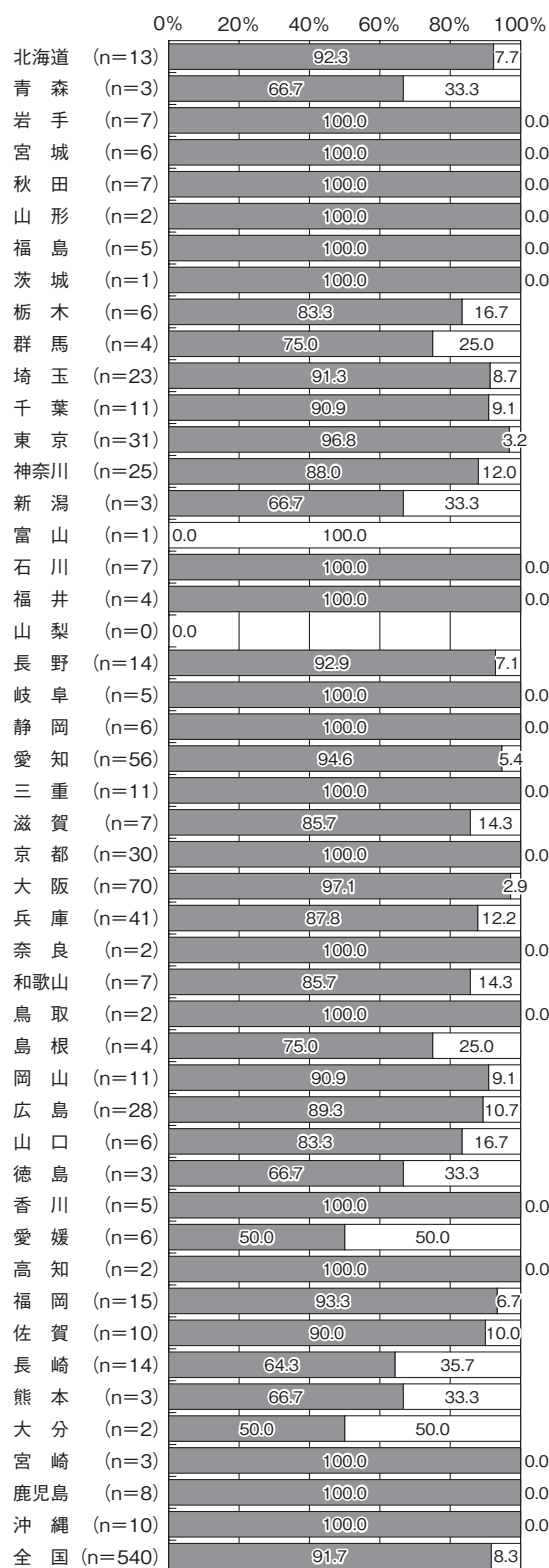 0% 20% 40% 60% 80% 100%
北海道 (n=13) 92.3 7.7
青　森 (n=3) 66.7 33.3
岩　手 (n=7) 100.0 0.0
宮　城 (n=6) 100.0 0.0
秋　田 (n=7) 100.0 0.0
山　形 (n=2) 100.0 0.0
福　島 (n=5) 100.0 0.0
茨　城 (n=1) 100.0 0.0
栃　木 (n=6) 83.3 16.7
群　馬 (n=4) 75.0 25.0
埼　玉 (n=23) 91.3 8.7
千　葉 (n=11) 90.9 9.1
東　京 (n=31) 96.8 3.2
神奈川 (n=25) 88.0 12.0
新　潟 (n=3) 66.7 33.3
富　山 (n=1) 0.0 100.0
石　川 (n=7) 100.0 0.0
福　井 (n=4) 100.0 0.0
山　梨 (n=0) 0.0
長　野 (n=14) 92.9 7.1
岐　阜 (n=5) 100.0 0.0
静　岡 (n=6) 100.0 0.0
愛　知 (n=56) 94.6 5.4
三　重 (n=11) 100.0 0.0
滋　賀 (n=7) 85.7 14.3
京　都 (n=30) 100.0 0.0
大　阪 (n=70) 97.1 2.9
兵　庫 (n=41) 87.8 12.2
奈　良 (n=2) 100.0 0.0
和歌山 (n=7) 85.7 14.3
鳥　取 (n=2) 100.0 0.0
島　根 (n=4) 75.0 25.0
岡　山 (n=11) 90.9 9.1
広　島 (n=28) 89.3 10.7
山　口 (n=6) 83.3 16.7
徳　島 (n=3) 66.7 33.3
香　川 (n=5) 100.0 0.0
愛　媛 (n=6) 50.0 50.0
高　知 (n=2) 100.0 0.0
福　岡 (n=15) 93.3 6.7
佐　賀 (n=10) 90.0 10.0
長　崎 (n=14) 64.3 35.7
熊　本 (n=3) 66.7 33.3
大　分 (n=2) 50.0 50.0
宮　崎 (n=3) 100.0 0.0
鹿児島 (n=8) 100.0 0.0
沖　縄 (n=10) 100.0 0.0
全　国 (n=540) 91.7 8.3